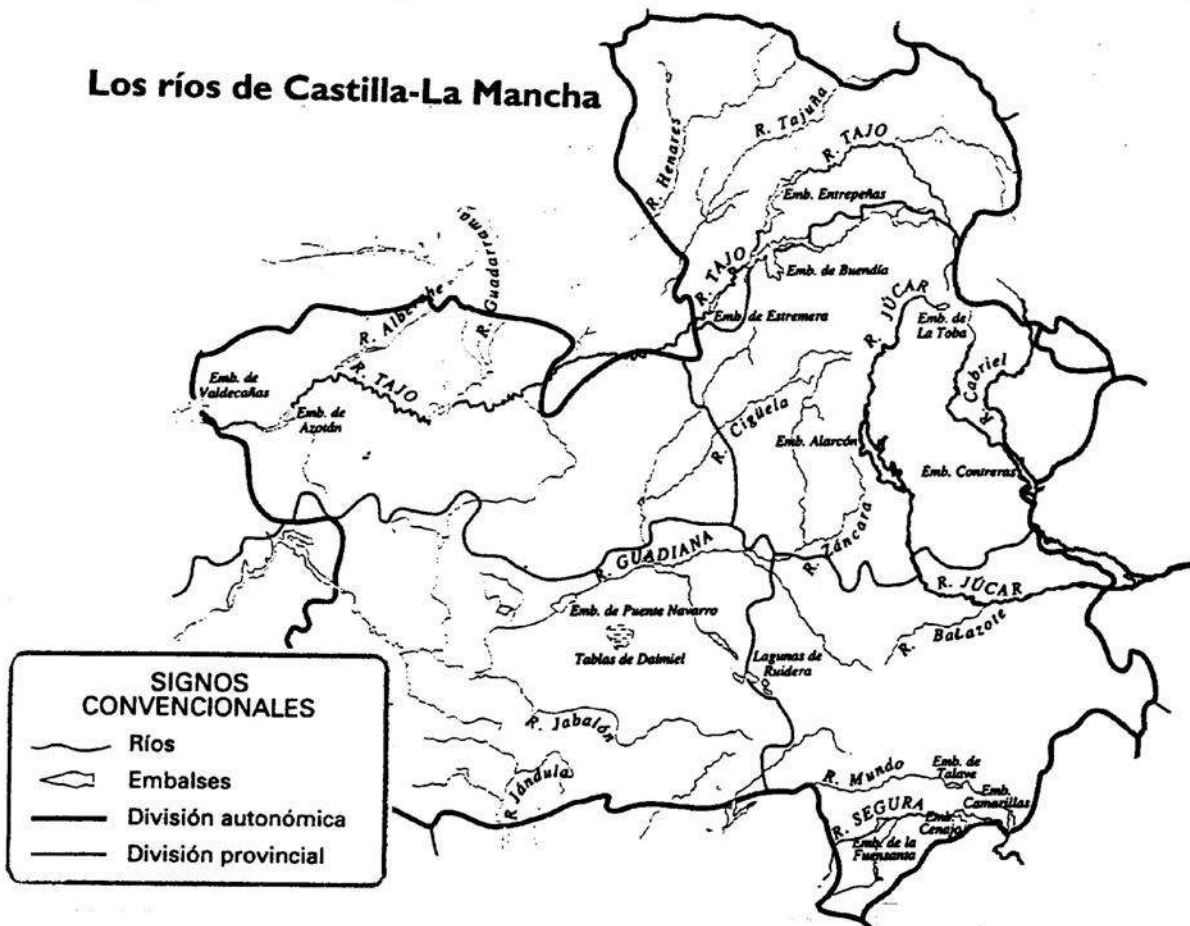 Los ríos de Castilla-La Mancha
R. Henares
R. Tajuña
R. TAJO
Emb. Entrepeñas
R. TAJO
Emb. de Buendía
Emb. de Estremera
R. Guadarrama
R. Alberche
R. TAJO
Emb. de
Valdecañas
Emb. de
Azotán
R. JÚCAR
Emb. de
La Toba
R. Cabriel
R. Cigüela
Emb. Alarcón
Emb. Contreras
R. Záncara
R. GUADIANA
R. JÚCAR
R. BaLazote
Emb. de Puente Navarro
Tablas de Daimiel
Lagunas de
Ruidera
R. Jabalón
R. Jándula
R. Mundo
Emb. de
Talave
Emb.
Camarillas
R. SEGURA
Emb.
Cenajo
Emb. de la
Fuensanta
SIGNOS
CONVENCIONALES
Ríos
Embalses
División autonómica
División provincial